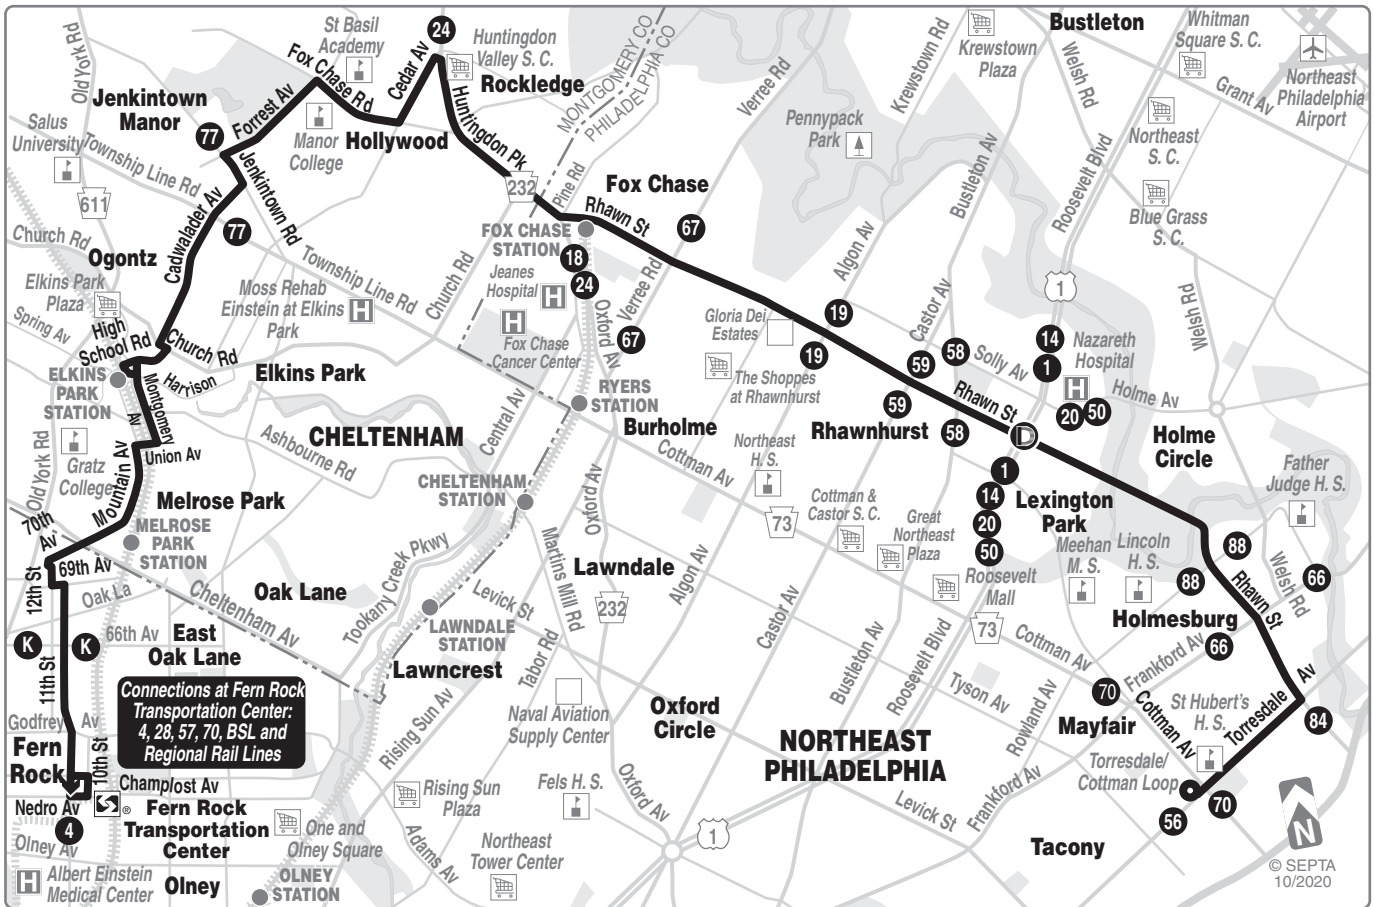 St Basil
Academy
24
Huntingdon
Valley S. C.
Rockledge
MONTGOMERY CO
PHILADELPHIA CO
Verree Rd
Krewstown Rd
Krewstown
Plaza
Bustleton
Welsh Rd
Whitman
Square S. C.
Northeast
Philadelphia
Airport
Grant Av
Old York Rd
Jenkintown
Manor
Fox Chase Rd
Cedar Av
Forrest Av
Manor
College
Hollywood
Huntingdon Pk
77
Salus
University
Township Line Rd
611
Jenkintown Rd
77
Cadwalader Av
232
Pine Rd
Fox Chase
Rhawn St
67
Pennypack
Park
Bustleton Av
Roosevelt Blvd
Northeast
S. C.
Blue Grass
S. C.
Church Rd
Ogontz
Elkins Park
Plaza
Spring Av
High
School Rd
Church Rd
Harrison
Moss Rehab
Einstein at Elkins
Park
H
Township Line Rd
Church Rd
FOX CHASE
STATION
18
24
Jeanes
Hospital
H
H
Fox Chase
Cancer Center
Oxford Av
Verree Rd
67
Algon Av
19
Gloria Dei
Estates
19
The Shoppes
at Rhawnhurst
Castor Av
59
58
Solly Av
59
Rhawn St
Rhawnhurst
58
D
1
14
1
Nazareth
Hospital
H
20
50
Holme Av
Welsh Rd
Holme
Circle
ELKINS
PARK
STATION
Montgomery
Av
Elkins Park
Union Av
CHELTENHAM
Ashbourne Rd
Central Av
RYERS
STATION
Burholme
Cottman Av
Northeast
H. S.
73
Cottman &
Castor S. C.
Great
Northeast
Plaza
1
14
20
50
Lexington
Park
Roosevelt
Mall
73
Meehan
M. S.
Lincoln
H. S.
Father
Judge H. S.
88
88
Welsh Rd
66
Old York Rd
Gratz
College
Mountain Av
Melrose Park
MELROSE
PARK
STATION
70th
Av
69th Av
12th St
Oak La
66th Av
Cheltenham Av
CHELTENHAM
STATION
Tookany Creek Pkwy
Oxford Av
Martins Mill Rd
Lawndale
232
Algon Av
Castor Av
Levick St
LAWNDALE
STATION
Tabor Rd
Oak Lane
East
Oak Lane
K
K
11th St
Lawncrest
Rising Sun Av
Naval Aviation
Supply Center
Bustleton Av
Roosevelt Blvd
Cottman Av
Tyson Av
Rowland Av
Holmesburg
Rhawn St
66
Frankford Av
70
Mayfair
Cottman Av
St Hubert's
H. S.
Torresdale
Av
84
Torresdale/
Cottman Loop
56
70
Connections at Fern Rock
Transportation Center:
4, 28, 57, 70, BSL and
Regional Rail Lines
Godfrey Av
10th St
Fern
Rock
Champlost Av
Nedro Av
4
®
Fern Rock
Transportation
Center
Olney Av
H
Albert Einstein
Medical Center
Olney
One and
Olney Square
OLNEY
STATION
Rising Sun
Plaza
Adams Av
Fels H. S.
Northeast
Tower Center
Oxford Av
Oxford
Circle
1
NORTHEAST
PHILADELPHIA
Levick St
Frankford Av
Tacony
N
© SEPTA
10/2020